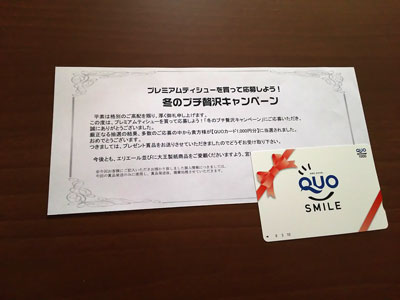 プレミアムティシューを買って応募しよう！
冬のプチ贅沢キャンペーン
平素は格別のご高配を賜り、厚く御礼申し上げます。
この度は、プレミアムティシューを買って応募しよう！「冬のプチ贅沢キャンペーン」にご応募いただき、
誠にありがとうございました。
厳正なる抽選の結果、多数のご応募の中から貴方様が【QUOカード1,000円分】に当選されました。
おめでとうございます。
つきましては、プレゼント賞品をお送りさせていただきましたのでどうぞお受け取り下さい。
今後とも、エリエール並びに大王製紙商品をご愛顧くださいますよう、宜
QUO
1000
QUO
SMILE